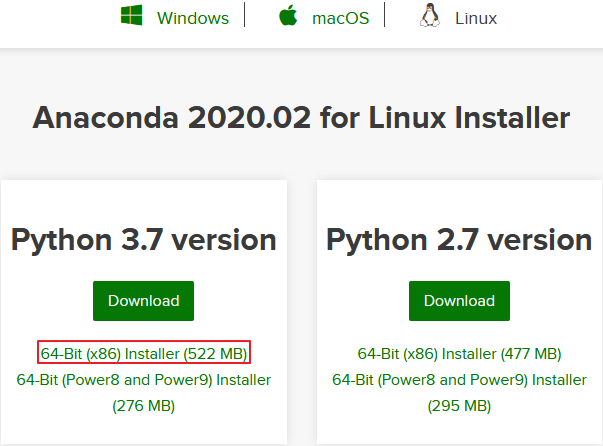 Windows macOS Linux
Anaconda 2020.02 for Linux Installer
Python 3.7 version
Download
64-Bit (x86) Installer (522 MB)
64-Bit (Power8 and Power9) Installer
(276 MB)
Python 2.7 version
Download
64-Bit (x86) Installer (477 MB)
64-Bit (Power8 and Power9) Installer
(295 MB)